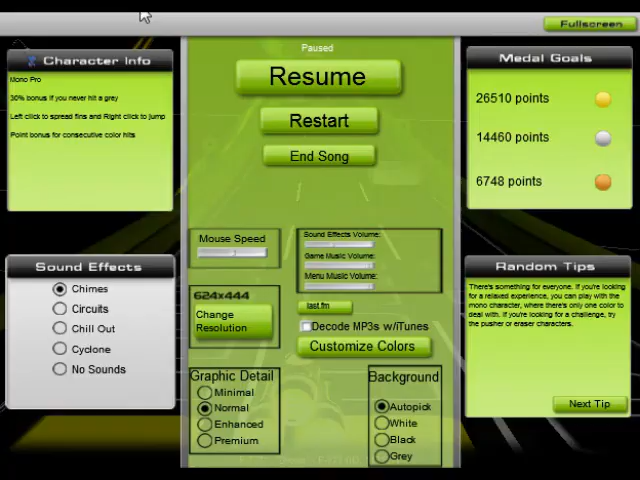 Fullscreen
Paused
Character Info
Mono Pro
30% bonus if you never hit a grey
Left click to spread fins and Right click to jump
Point bonus for consecutive color hits
Resume
Restart
End Song
Medal Goals
26510 points
14460 points
6748 points
Mouse Speed
Sound Effects Volume:
Game Music Volume:
Menu Music Volume:
Sound Effects
Chimes
Circuits
Chill Out
Cyclone
No Sounds
624x444
Change
Resolution
last.fm
Decode MP3s w/iTunes
Customize Colors
Graphic Detail
Minimal
Normal
Enhanced
Premium
Background
Autopick
White
Black
Grey
Random Tips
There's something for everyone. If you're looking
for a relaxed experience, you can play with the
mono character, where there's only one color to
deal with. If you're looking for a challenge, try
the pusher or eraser characters.
Next Tip